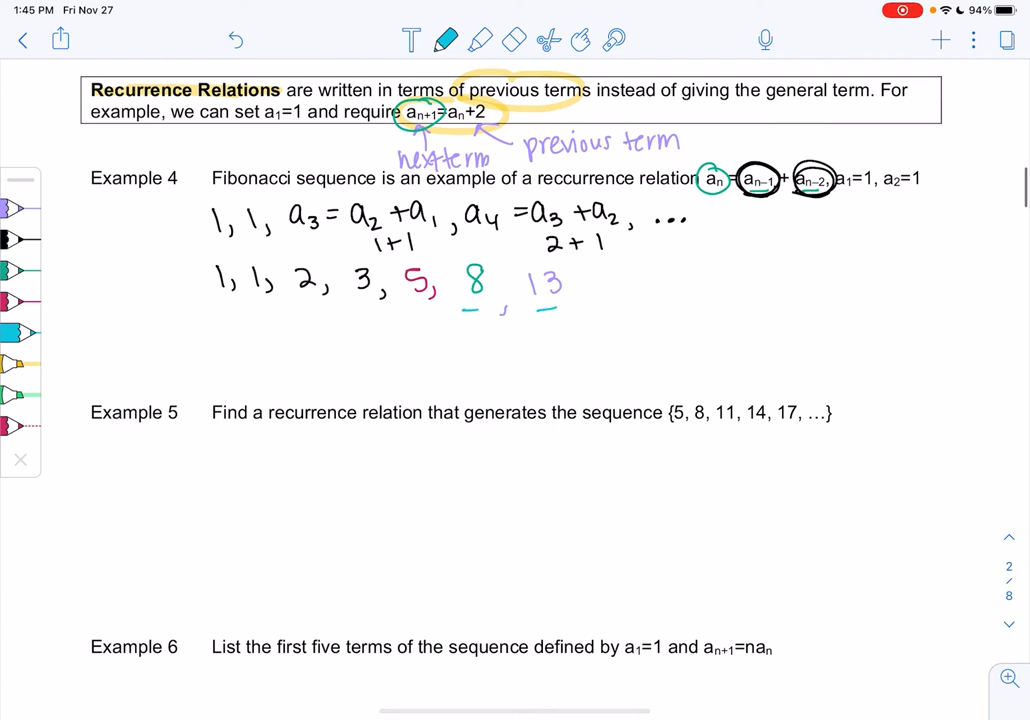 1:45 PM Fri Nov 27
94%
T
Recurrence Relations are written in terms of previous terms instead of giving the general term. For
example, we can set a₁=1 and require aₙ₊₁=aₙ+2
next term
previous term
Example 4 Fibonacci sequence is an example of a reccurrence relation aₙ=aₙ₋₁+aₙ₋₂, a₁=1, a₂=1
1, 1, a₃ = a₂ + a₁, a₄ = a₃ + a₂, ...
1+1 2+1
1, 1, 2, 3, 5, 8, 13
Example 5 Find a recurrence relation that generates the sequence {5, 8, 11, 14, 17, ...}
2
/
8
Example 6 List the first five terms of the sequence defined by a₁=1 and aₙ₊₁=naₙ